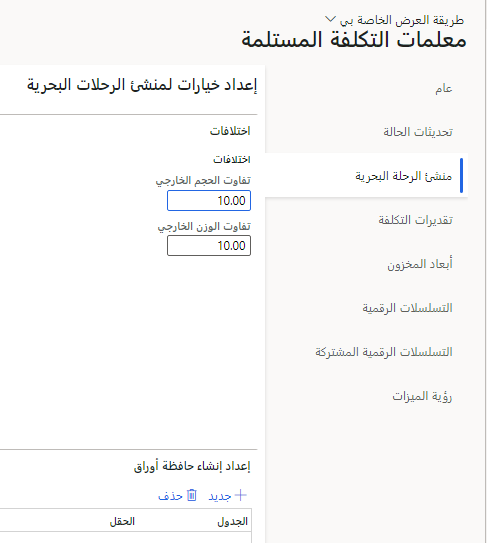 طريقة العرض الخاصة بي
معلمات التكلفة المستلمة
عام
تحديثات الحالة
منشئ الرحلة البحرية
تقديرات التكلفة
أبعاد المخزون
التسلسلات الرقمية
التسلسلات الرقمية المشتركة
رؤية الميزات
إعداد خيارات لمنشئ الرحلات البحرية
اختلافات
اختلافات
تفاوت الحجم الخارجي
10.00
تفاوت الوزن الخارجي
10.00
إعداد إنشاء حافظة أوراق
جديد حذف
الجدول الحقل